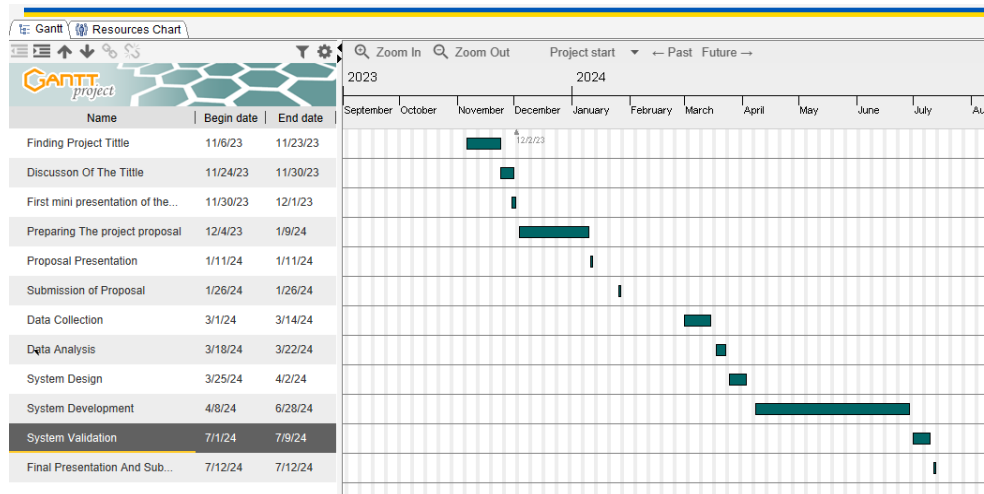 Gantt Resources Chart
Zoom In Zoom Out Project start ← Past Future →
GANTT
project
2023 2024
Name Begin date End date
September October November December January February March April May June July Au
12/2/23
Finding Project Tittle 11/6/23 11/23/23
Discusson Of The Tittle 11/24/23 11/30/23
First mini presentation of the... 11/30/23 12/1/23
Preparing The project proposal 12/4/23 1/9/24
Proposal Presentation 1/11/24 1/11/24
Submission of Proposal 1/26/24 1/26/24
Data Collection 3/1/24 3/14/24
Data Analysis 3/18/24 3/22/24
System Design 3/25/24 4/2/24
System Development 4/8/24 6/28/24
System Validation 7/1/24 7/9/24
Final Presentation And Sub... 7/12/24 7/12/24